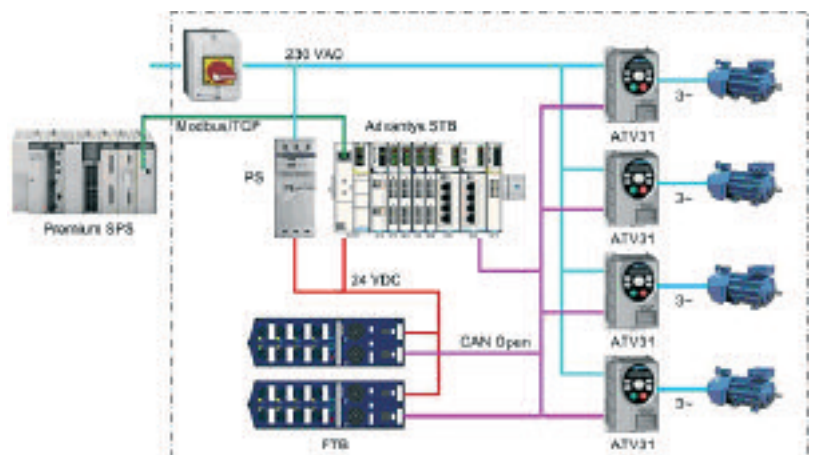 230 VAC
Modbus/TCP
Advantys STB
PS
Premium SPS
24 VDC
CAN Open
FTB
3~
ATV31
3~
ATV31
3~
ATV31
3~
ATV31